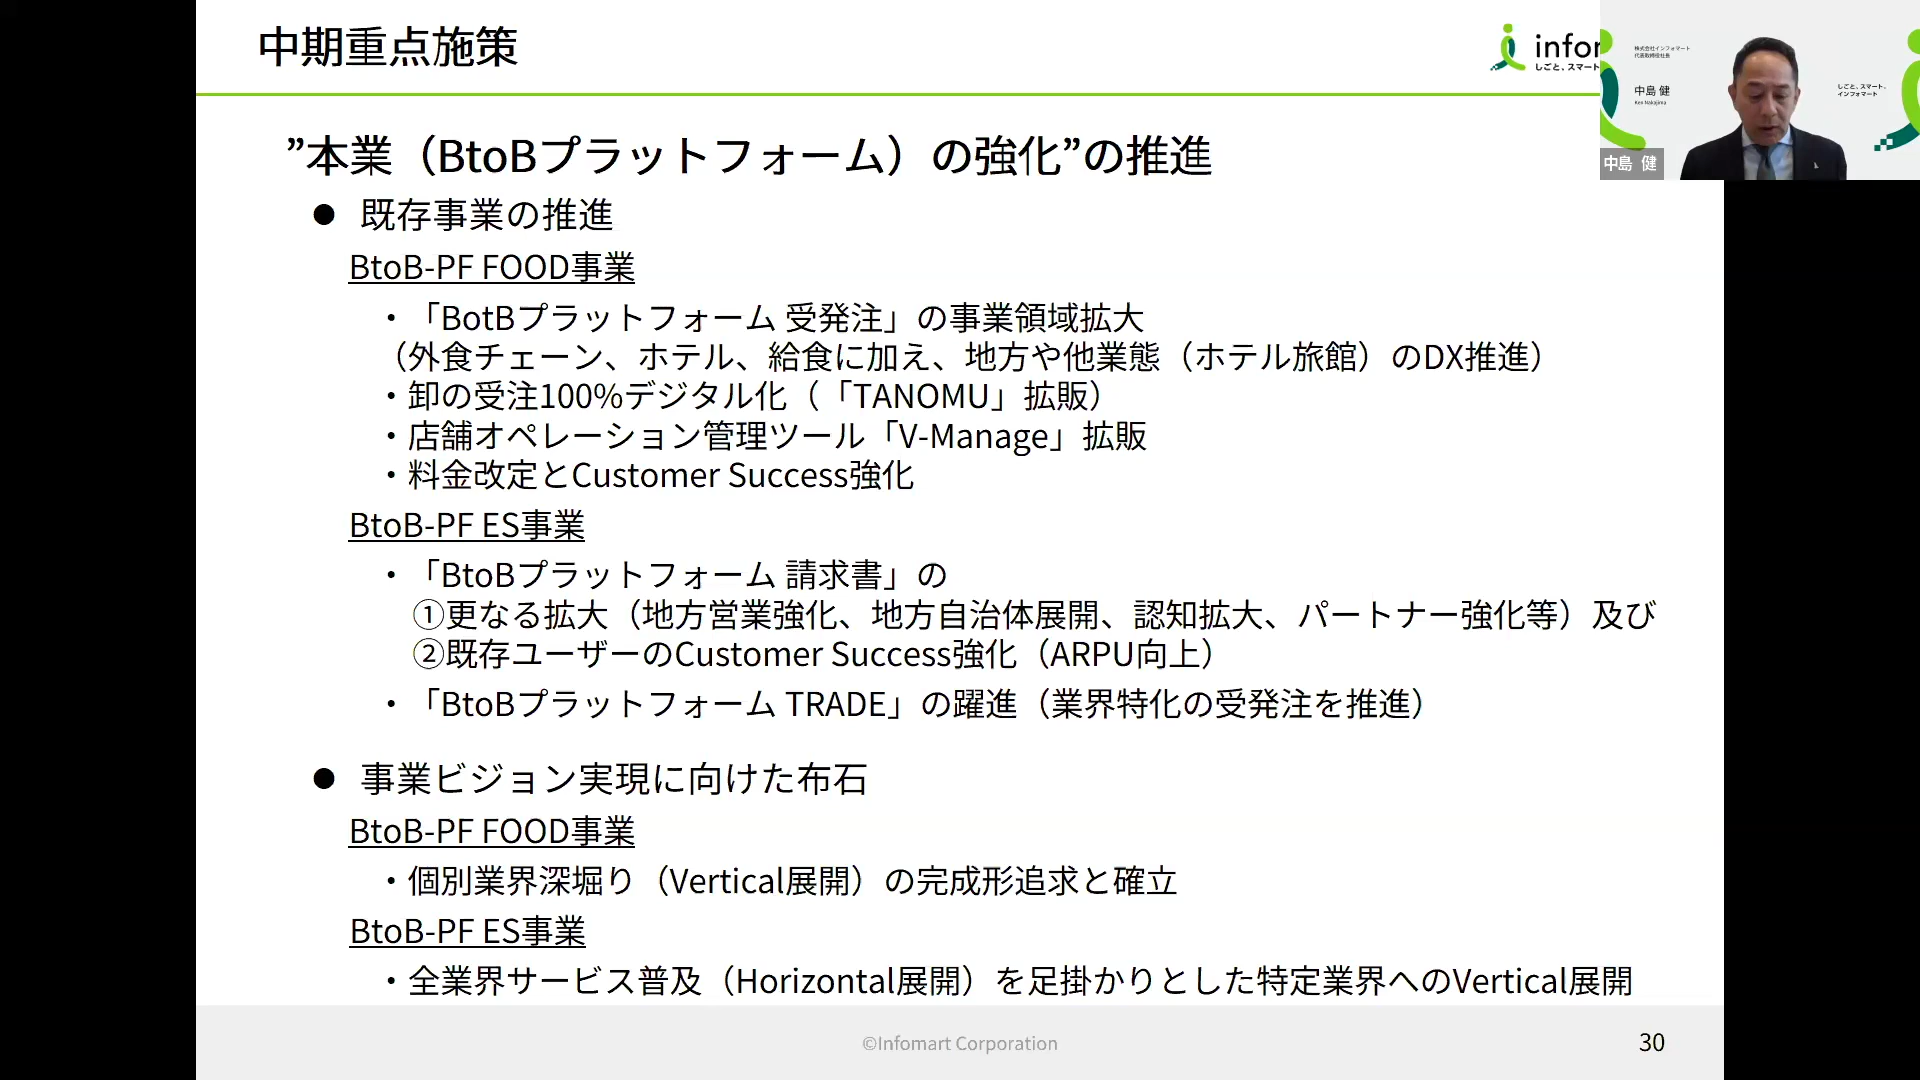 中期重点施策
infor
しごと、スマート
株式会社インフォマート
代表取締役社長
中島 健
Ken Nakajima
しごと、スマート。
インフォマート
中島 健
”本業（BtoBプラットフォーム）の強化”の推進
● 既存事業の推進
BtoB-PF FOOD事業
・「BotBプラットフォーム 受発注」の事業領域拡大
（外食チェーン、ホテル、給食に加え、地方や他業態（ホテル旅館）のDX推進）
・卸の受注100%デジタル化（「TANOMU」拡販）
・店舗オペレーション管理ツール「V-Manage」拡販
・料金改定とCustomer Success強化
BtoB-PF ES事業
・「BtoBプラットフォーム 請求書」の
①更なる拡大（地方営業強化、地方自治体展開、認知拡大、パートナー強化等）及び
②既存ユーザーのCustomer Success強化（ARPU向上）
・「BtoBプラットフォーム TRADE」の躍進（業界特化の受発注を推進）
● 事業ビジョン実現に向けた布石
BtoB-PF FOOD事業
・個別業界深堀り（Vertical展開）の完成形追求と確立
BtoB-PF ES事業
・全業界サービス普及（Horizontal展開）を足掛かりとした特定業界へのVertical展開
©Infomart Corporation
30